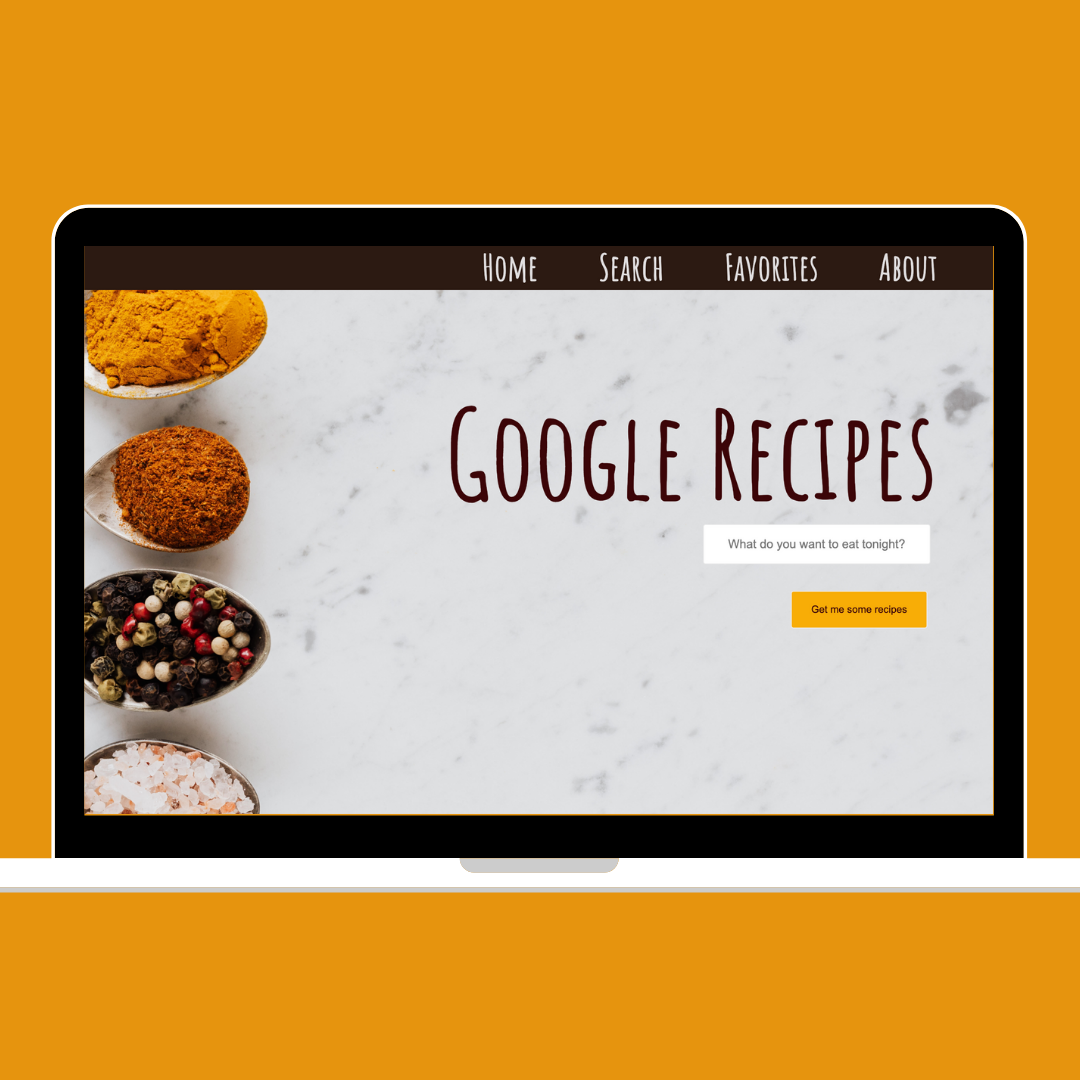 Home Search Favorites About
Google Recipes
What do you want to eat tonight?
Get me some recipes